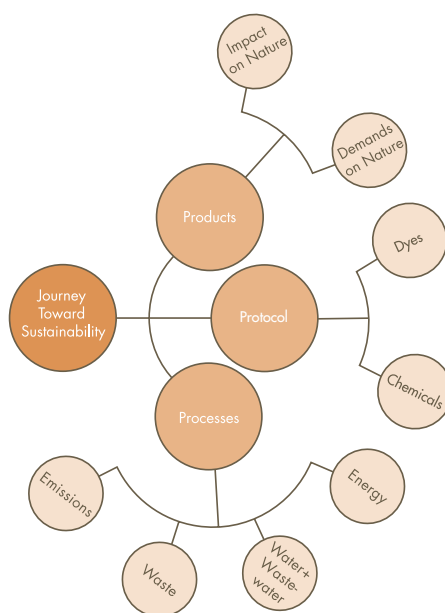 Impact
on Nature
Demands
on Nature
Products
Dyes
Journey
Toward
Sustainability
Protocol
Chemicals
Processes
Emissions
Energy
Waste
Water+
Waste-
water